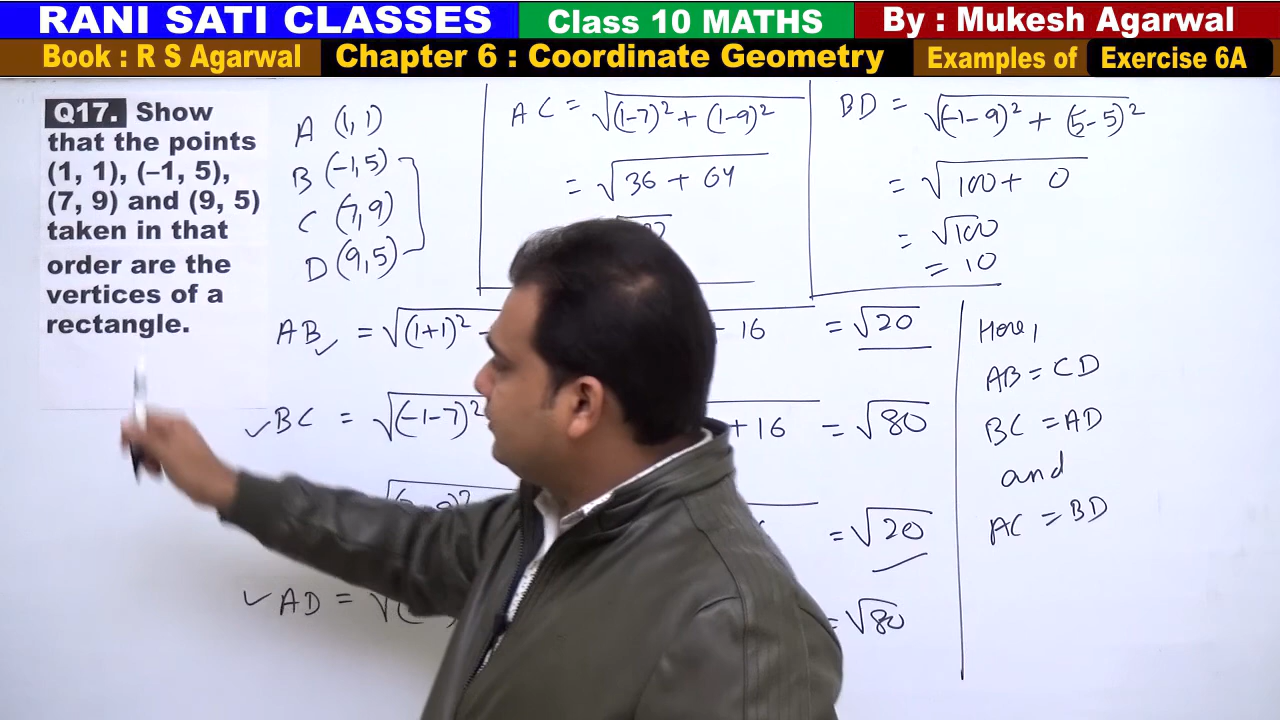 RANI SATI CLASSES
Class 10 MATHS
By : Mukesh Agarwal
Book : R S Agarwal
Chapter 6 : Coordinate Geometry
Examples of
Exercise 6A
Q17. Show
that the points
(1, 1), (–1, 5),
(7, 9) and (9, 5)
taken in that
order are the
vertices of a
rectangle.
A (1,1)
B (-1,5)
C (7,9)
D (9,5)
AC = √(1-7)² + (1-9)²
= √36 + 64
BD = √(-1-9)² + (5-5)²
= √100 + 0
= √100
= 10
AB = √(1+1)² - 16 = √20
BC = √(-1-7)² +16 = √80
= √20
AD = √( = √80
Here,
AB = CD
BC = AD
and
AC = BD